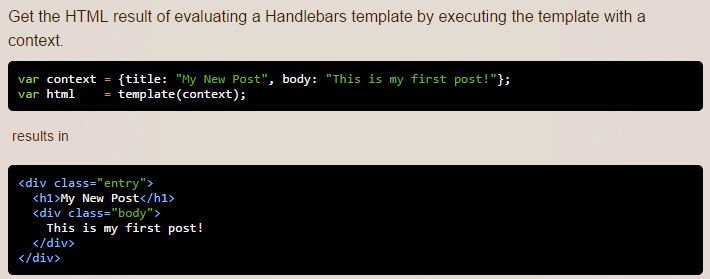 Get the HTML result of evaluating a Handlebars template by executing the template with a
context.
var context = {title: "My New Post", body: "This is my first post!"};
var html    = template(context);
results in
<div class="entry">
  <h1>My New Post</h1>
  <div class="body">
    This is my first post!
  </div>
</div>